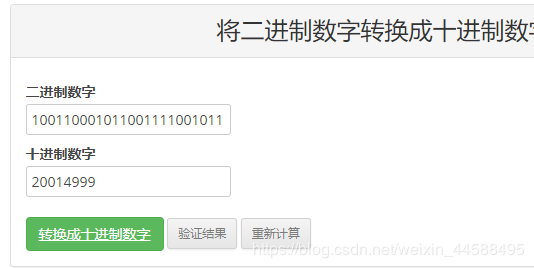 将二进制数字转换成十进制数字
二进制数字
100110001011001111001011
十进制数字
20014999
转换成十进制数字 验证结果 重新计算
https://blog.csdn.net/weixin_44588495